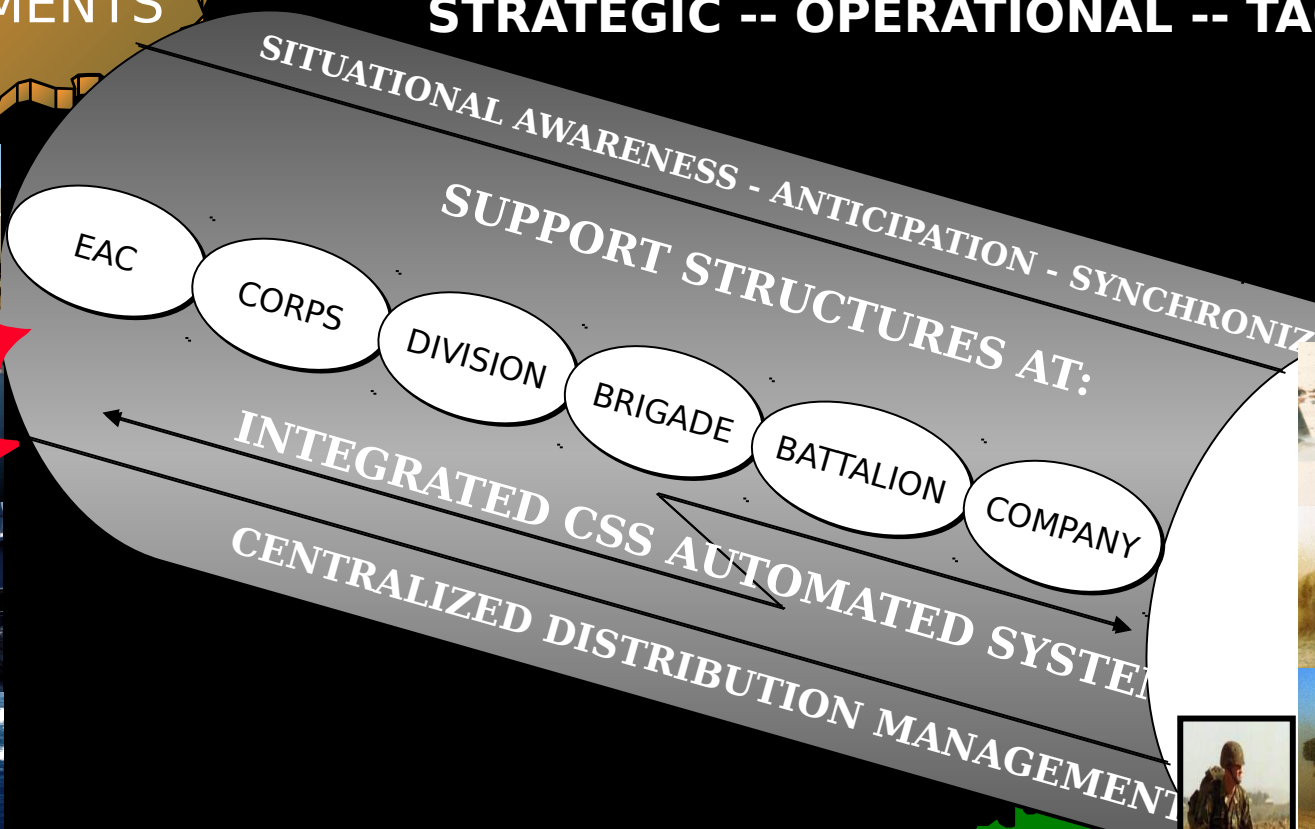 STRATEGIC -- OPERATIONAL -- TA
MENTS
SITUATIONAL AWARENESS - ANTICIPATION - SYNCHRONIZ
SUPPORT STRUCTURES AT:
EAC
CORPS
DIVISION
BRIGADE
BATTALION
COMPANY
INTEGRATED CSS AUTOMATED SYSTEM
CENTRALIZED DISTRIBUTION MANAGEMENT